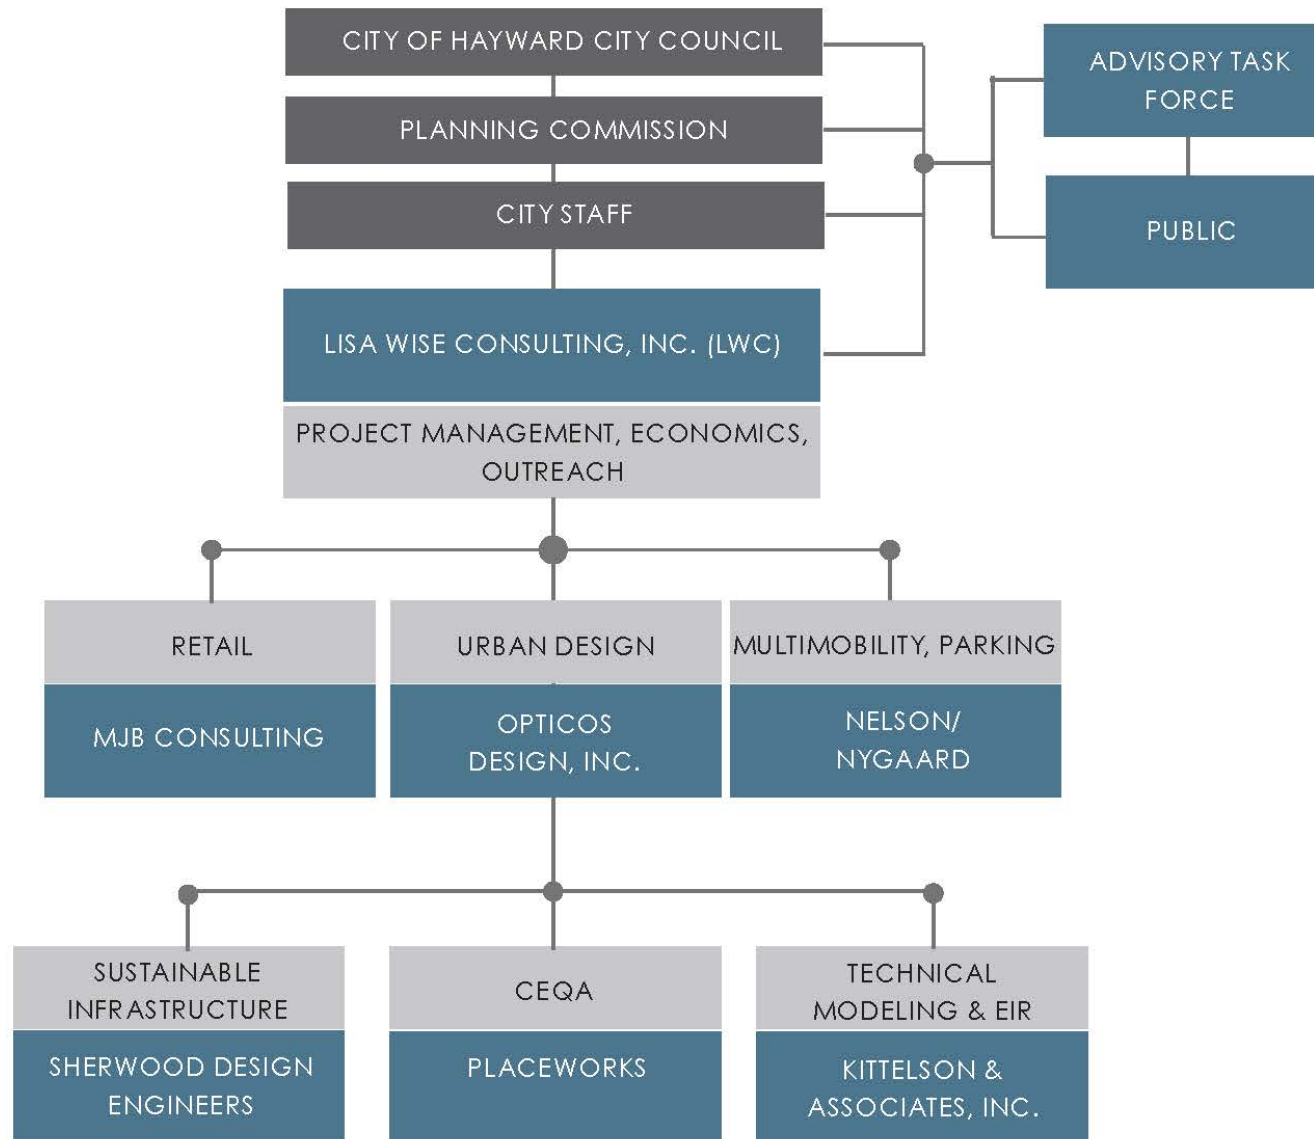 CITY OF HAYWARD CITY COUNCIL
ADVISORY TASK
FORCE
PLANNING COMMISSION
CITY STAFF
PUBLIC
LISA WISE CONSULTING, INC. (LWC)
PROJECT MANAGEMENT, ECONOMICS,
OUTREACH
RETAIL
MJB CONSULTING
URBAN DESIGN
OPTICOS
DESIGN, INC.
MULTIMOBILITY, PARKING
NELSON/
NYGAARD
SUSTAINABLE
INFRASTRUCTURE
SHERWOOD DESIGN
ENGINEERS
CEQA
PLACEWORKS
TECHNICAL
MODELING & EIR
KITTELSON &
ASSOCIATES, INC.